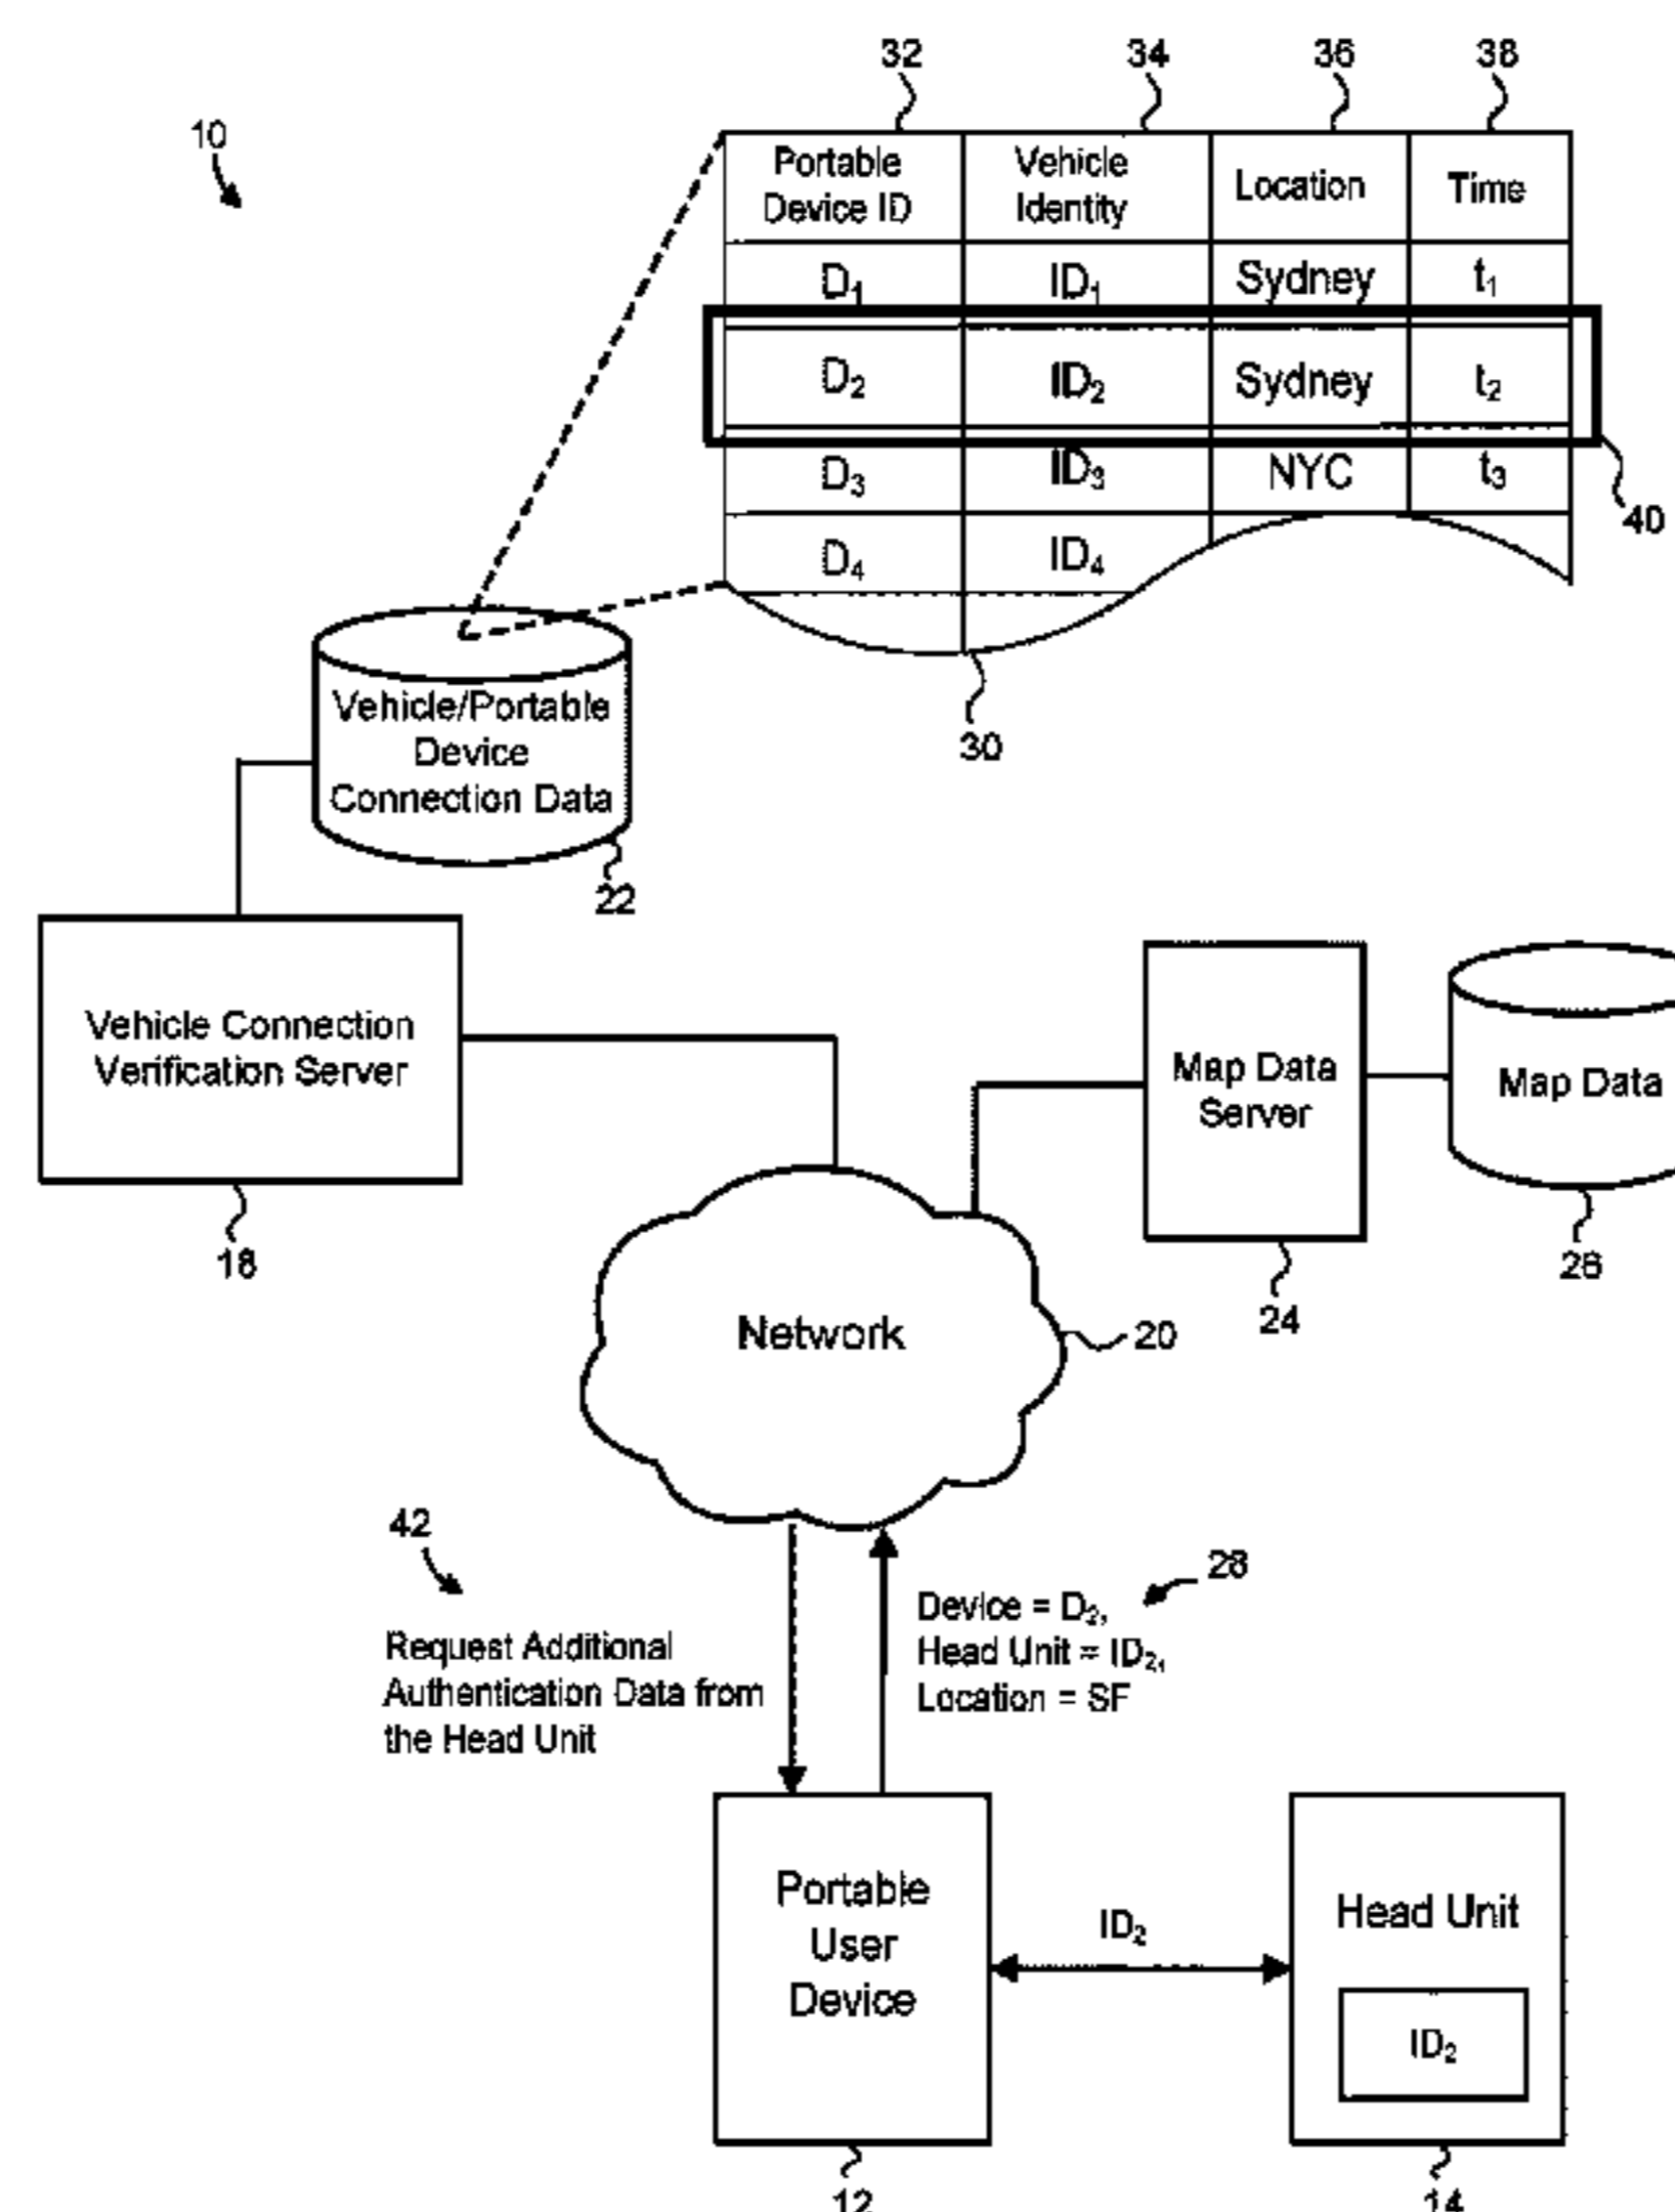 32 34 36 38
10
Portable Device ID Vehicle Identity Location Time
D₁ ID₁ Sydney t₁
D₂ ID₂ Sydney t₂
D₃ ID₃ NYC t₃
40
D₄ ID₄
30
Vehicle/Portable
Device
Connection Data
22
Vehicle Connection
Verification Server
18
Map Data
Server
24
Map Data
26
Network
20
42
Request Additional
Authentication Data from
the Head Unit
28
Device = D₂,
Head Unit = ID₂,
Location = SF
Portable
User
Device
12
ID₂
Head Unit
ID₂
14